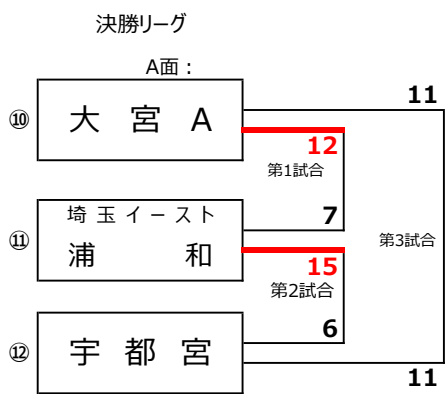 決勝リーグ
A面：
⑩ 大宮A 11
12
第1試合
埼玉イースト 7
⑪ 浦和 第3試合
15
第2試合
6
⑫ 宇都宮
11